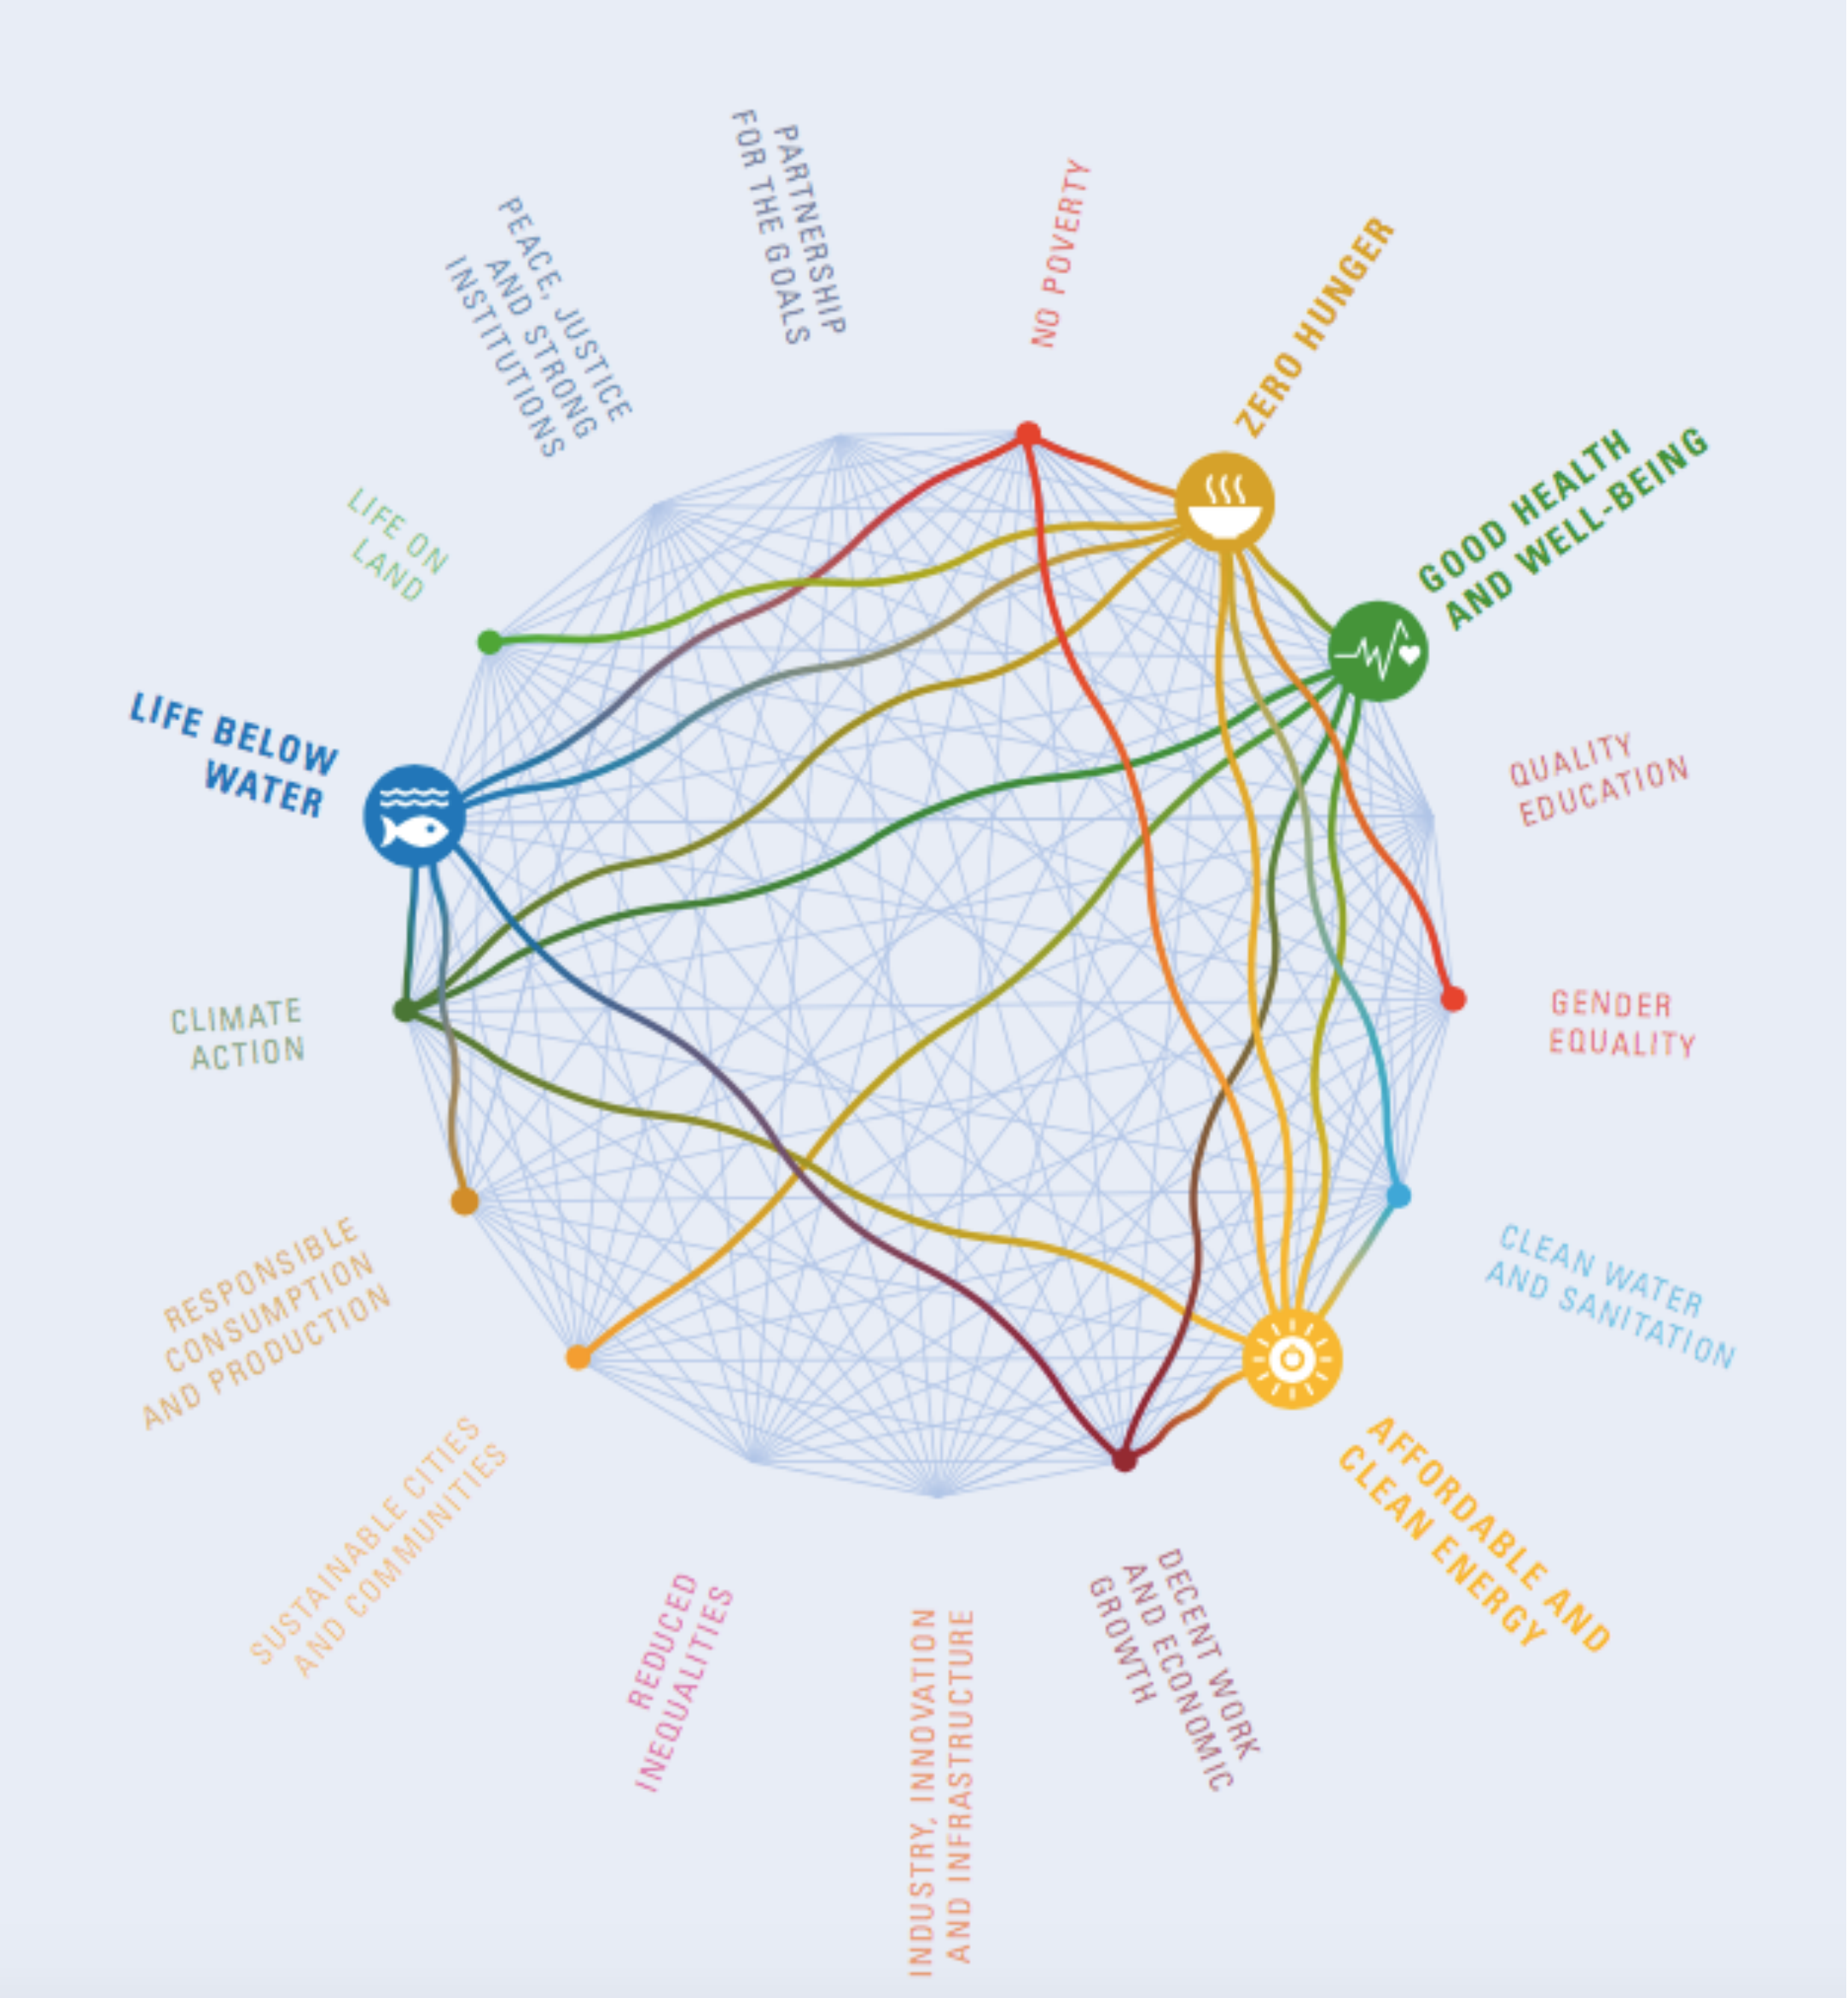 PARTNERSHIP
FOR THE GOALS
NO POVERTY
ZERO HUNGER
GOOD HEALTH
AND WELL-BEING
QUALITY
EDUCATION
GENDER
EQUALITY
CLEAN WATER
AND SANITATION
AFFORDABLE AND
CLEAN ENERGY
DECENT WORK
AND ECONOMIC
GROWTH
INDUSTRY, INNOVATION
AND INFRASTRUCTURE
REDUCED
INEQUALITIES
SUSTAINABLE CITIES
AND COMMUNITIES
RESPONSIBLE
CONSUMPTION
AND PRODUCTION
CLIMATE
ACTION
LIFE BELOW
WATER
LIFE ON
LAND
PEACE, JUSTICE
AND STRONG
INSTITUTIONS